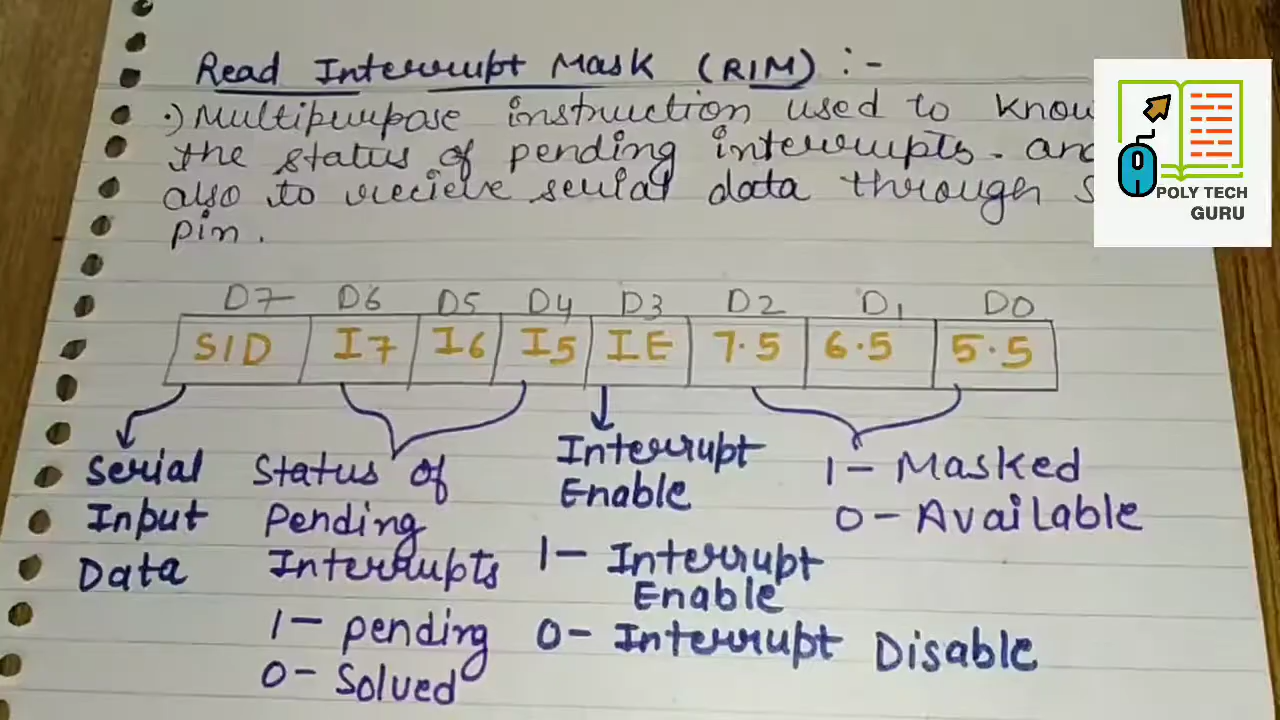 Read Interrupt Mask (RIM) :-
.) Multipurpose instruction used to know
the status of pending interrupts. and
also to recieve serial data through S
pin.
D7 D6 D5 D4 D3 D2 D1 D0
SID I7 I6 I5 IE 7.5 6.5 5.5
Serial
Input
Data
Status of
Pending
Interrupts
1- pending
0- Solved
Interrupt
Enable
1- Interrupt
Enable
0- Interrupt Disable
1- Masked
0- Available
POLY TECH
GURU